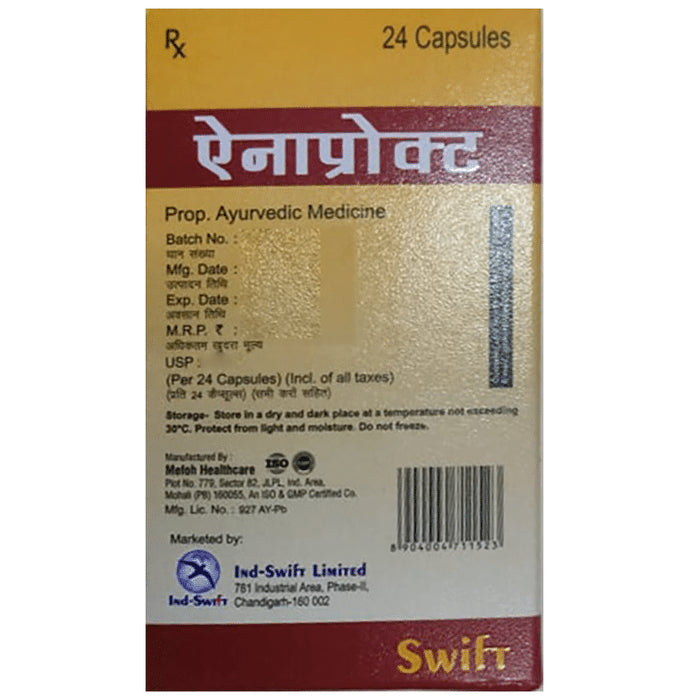 Rx 24 Capsules
ऐनाप्रोक्ट
Prop. Ayurvedic Medicine
Batch No. :
थान संख्या
Mfg. Date :
उत्पादन तिथि
Exp. Date :
अवसान तिथि
M.R.P. ₹ :
अधिकतम खुदरा मूल्य
USP :
(Per 24 Capsules) (Incl. of all taxes)
(प्रति 24 कैप्सूल्स) (सभी करों सहित)
Storage- Store in a dry and dark place at a temperature not exceeding
30°C. Protect from light and moisture. Do not freeze.
Manufactured By :
Mefoh Healthcare ISO
Plot No. 779, Sector 82, JLPL, Ind. Area,
Mohali (PB) 160055, An ISO & GMP Certified Co.
Mfg. Lic. No. : 927 AY-Pb
8 904004 711523
Marketed by:
Ind-Swift Limited
781 Industrial Area, Phase-II,
Ind-Swift Chandigarh-160 002
Swift